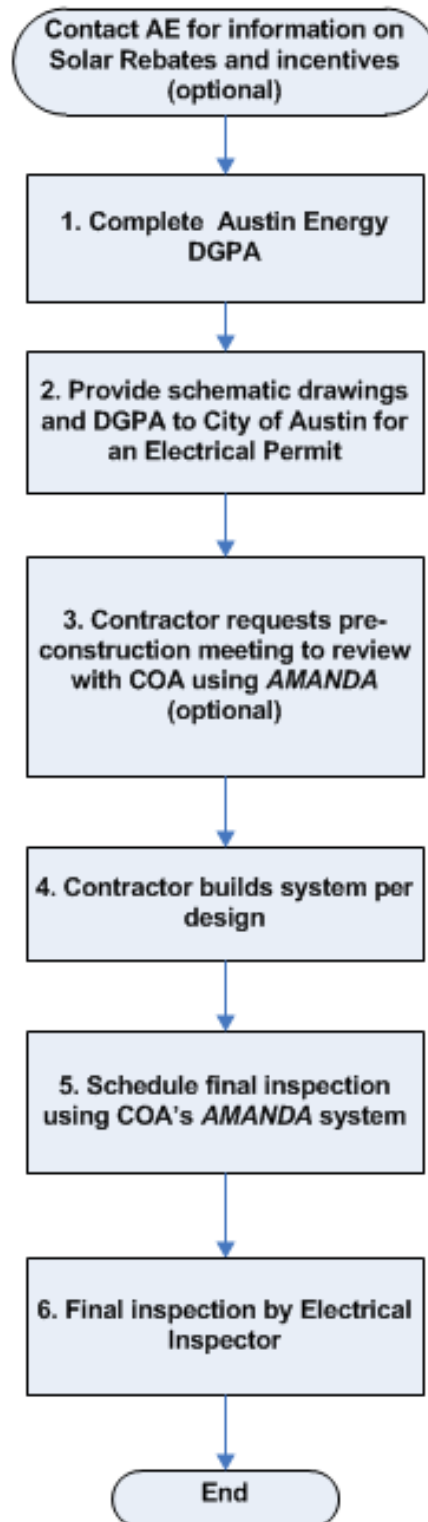 Contact AE for information on
Solar Rebates and incentives
(optional)
1. Complete Austin Energy
DGPA
2. Provide schematic drawings
and DGPA to City of Austin for
an Electrical Permit
3. Contractor requests pre-
construction meeting to review
with COA using AMANDA
(optional)
4. Contractor builds system per
design
5. Schedule final inspection
using COA's AMANDA system
6. Final inspection by Electrical
Inspector
End